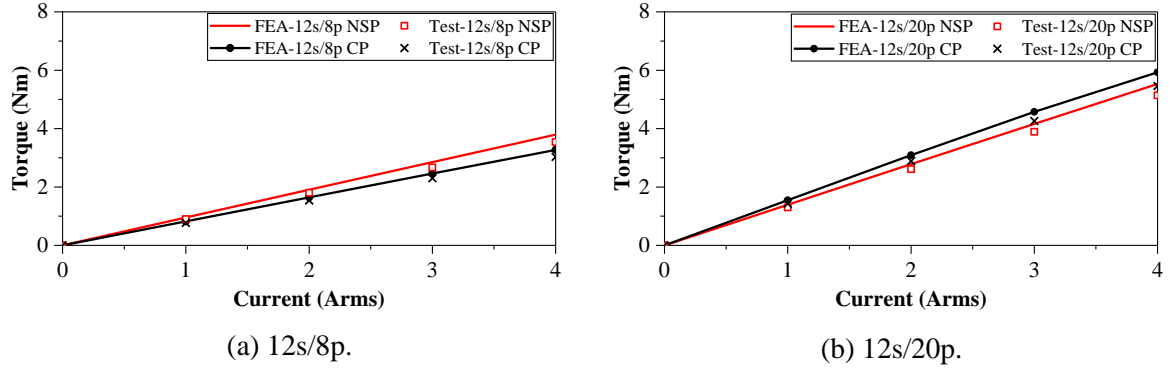 FEA-12s/8p NSP Test-12s/8p NSP
FEA-12s/8p CP Test-12s/8p CP
8
6
4
2
0
Torque (Nm)
0 1 2 3 4
Current (Arms)
(a) 12s/8p.
FEA-12s/20p NSP Test-12s/20p NSP
FEA-12s/20p CP Test-12s/20p CP
8
6
4
2
0
Torque (Nm)
0 1 2 3 4
Current (Arms)
(b) 12s/20p.